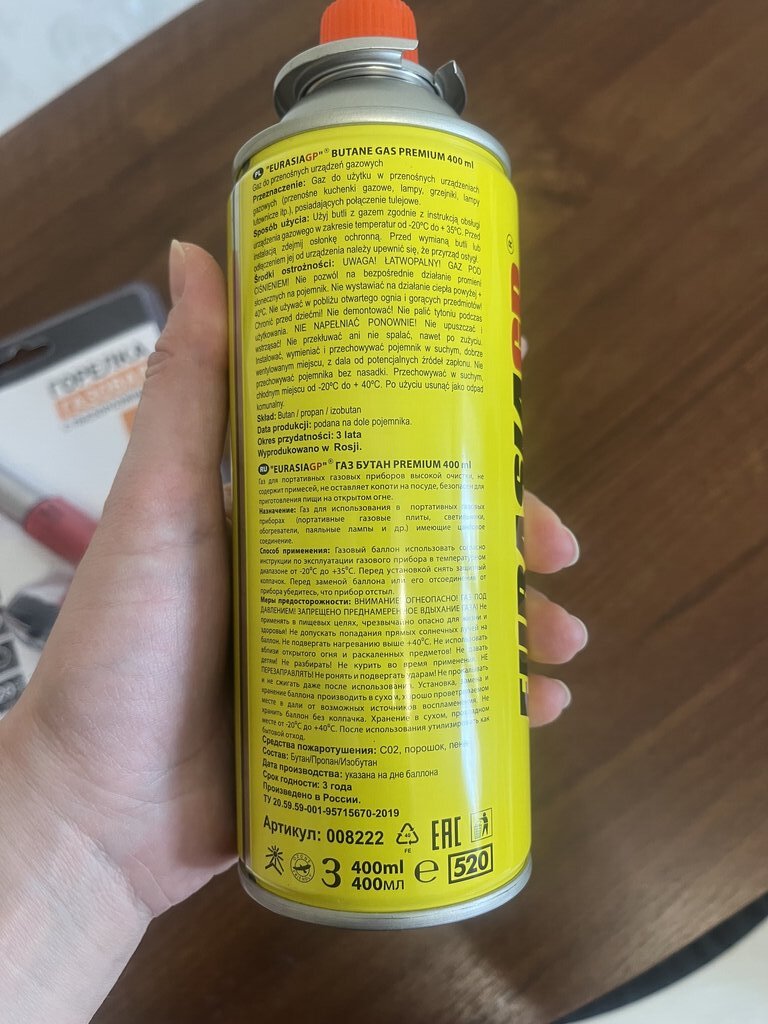 PL "EURASIAGP"® BUTANE GAS PREMIUM 400 ml
Gaz do przenośnych urządzeń gazowych
Przeznaczenie: Gaz do użytku w przenośnych urządzeniach
gazowych (przenośne kuchenki gazowe, lampy, grzejniki, lampy
lutownicze itp.), posiadających połączenie tulejowe.
Sposób użycia: Użyj butli z gazem zgodnie z instrukcją obsługi
urządzenia gazowego w zakresie temperatur od -20°C do + 35°C. Przed
instalacją zdejmij osłonkę ochronną. Przed wymianą butli lub
odłączeniem jej od urządzenia należy upewnić się, że przyrząd ostygł.
Środki ostrożności: UWAGA! ŁATWOPALNY! GAZ POD
CIŚNIENIEM! Nie pozwól na bezpośrednie działanie promieni
słonecznych na pojemnik. Nie wystawiać na działanie ciepła powyżej +
40°C. Nie używać w pobliżu otwartego ognia i gorących przedmiotów!
Chronić przed dziećmi! Nie demontować! Nie palić tytoniu podczas
użytkowania. NIE NAPEŁNIAĆ PONOWNIE! Nie upuszczać i
wstrząsać! Nie przekłuwać ani nie spalać, nawet po zużyciu.
Instalować, wymieniać i przechowywać pojemnik w suchym, dobrze
wentylowanym miejscu, z dala od potencjalnych źródeł zapłonu. Nie
przechowywać pojemnika bez nasadki. Przechowywać w suchym,
chłodnym miejscu od -20°C do + 40°C. Po użyciu usunąć jako odpad
komunalny.
Skład: Butan / propan / izobutan
Data produkcji: podana na dole pojemnika.
Okres przydatności: 3 lata
Wyprodukowano w Rosji.
RU "EURASIAGP"® ГАЗ БУТАН PREMIUM 400 ml
Газ для портативных газовых приборов высокой очистки, не
содержит примесей, не оставляет копоти на посуде, безопасен для
приготовления пищи на открытом огне.
Назначение: Газ для использования в портативных газовых
приборах (портативные газовые плиты, светильники,
обогреватели, паяльные лампы и др.) имеющие цанговое
соединение.
Способ применения: Газовый баллон использовать согласно
инструкции по эксплуатации газового прибора в температурном
диапазоне от -20°C до +35°C. Перед установкой снять защитный
колпачок. Перед заменой баллона или его отсоединения от
прибора убедитесь, что прибор остыл.
Меры предосторожности: ВНИМАНИЕ! ОГНЕОПАСНО! ГАЗ ПОД
ДАВЛЕНИЕМ! ЗАПРЕЩЕНО ПРЕДНАМЕРЕННОЕ ВДЫХАНИЕ ГАЗА! Не
применять в пищевых целях, чрезвычайно опасно для жизни и
здоровья! Не допускать попадания прямых солнечных лучей на
баллон. Не подвергать нагреванию выше +40°C. Не использовать
вблизи открытого огня и раскаленных предметов! Не давать
детям! Не разбирать! Не курить во время применения. НЕ
ПЕРЕЗАПРАВЛЯТЬ! Не ронять и подвергать ударам! Не прокалывать
и не сжигать даже после использования. Установка, замена и
хранение баллона производить в сухом, хорошо проветриваемом
месте в дали от возможных источников воспламенения. Не
хранить баллон без колпачка. Хранение в сухом, прохладном
месте от -20°C до +40°C. После использования утилизировать как
бытовой отход.
Средства пожаротушения: CO2, порошок, пена
Состав: Бутан/Пропан/Изобутан
Дата производства: указана на дне баллона
Срок годности: 3 года
Произведено в России.
ТУ 20.59.59-001-95715670-2019
Артикул: 008222
40
FE
EAC
3
400ml
400мл
e
520
EURASIAGP ®
ГОРЕЛКА
ГАЗОВАЯ